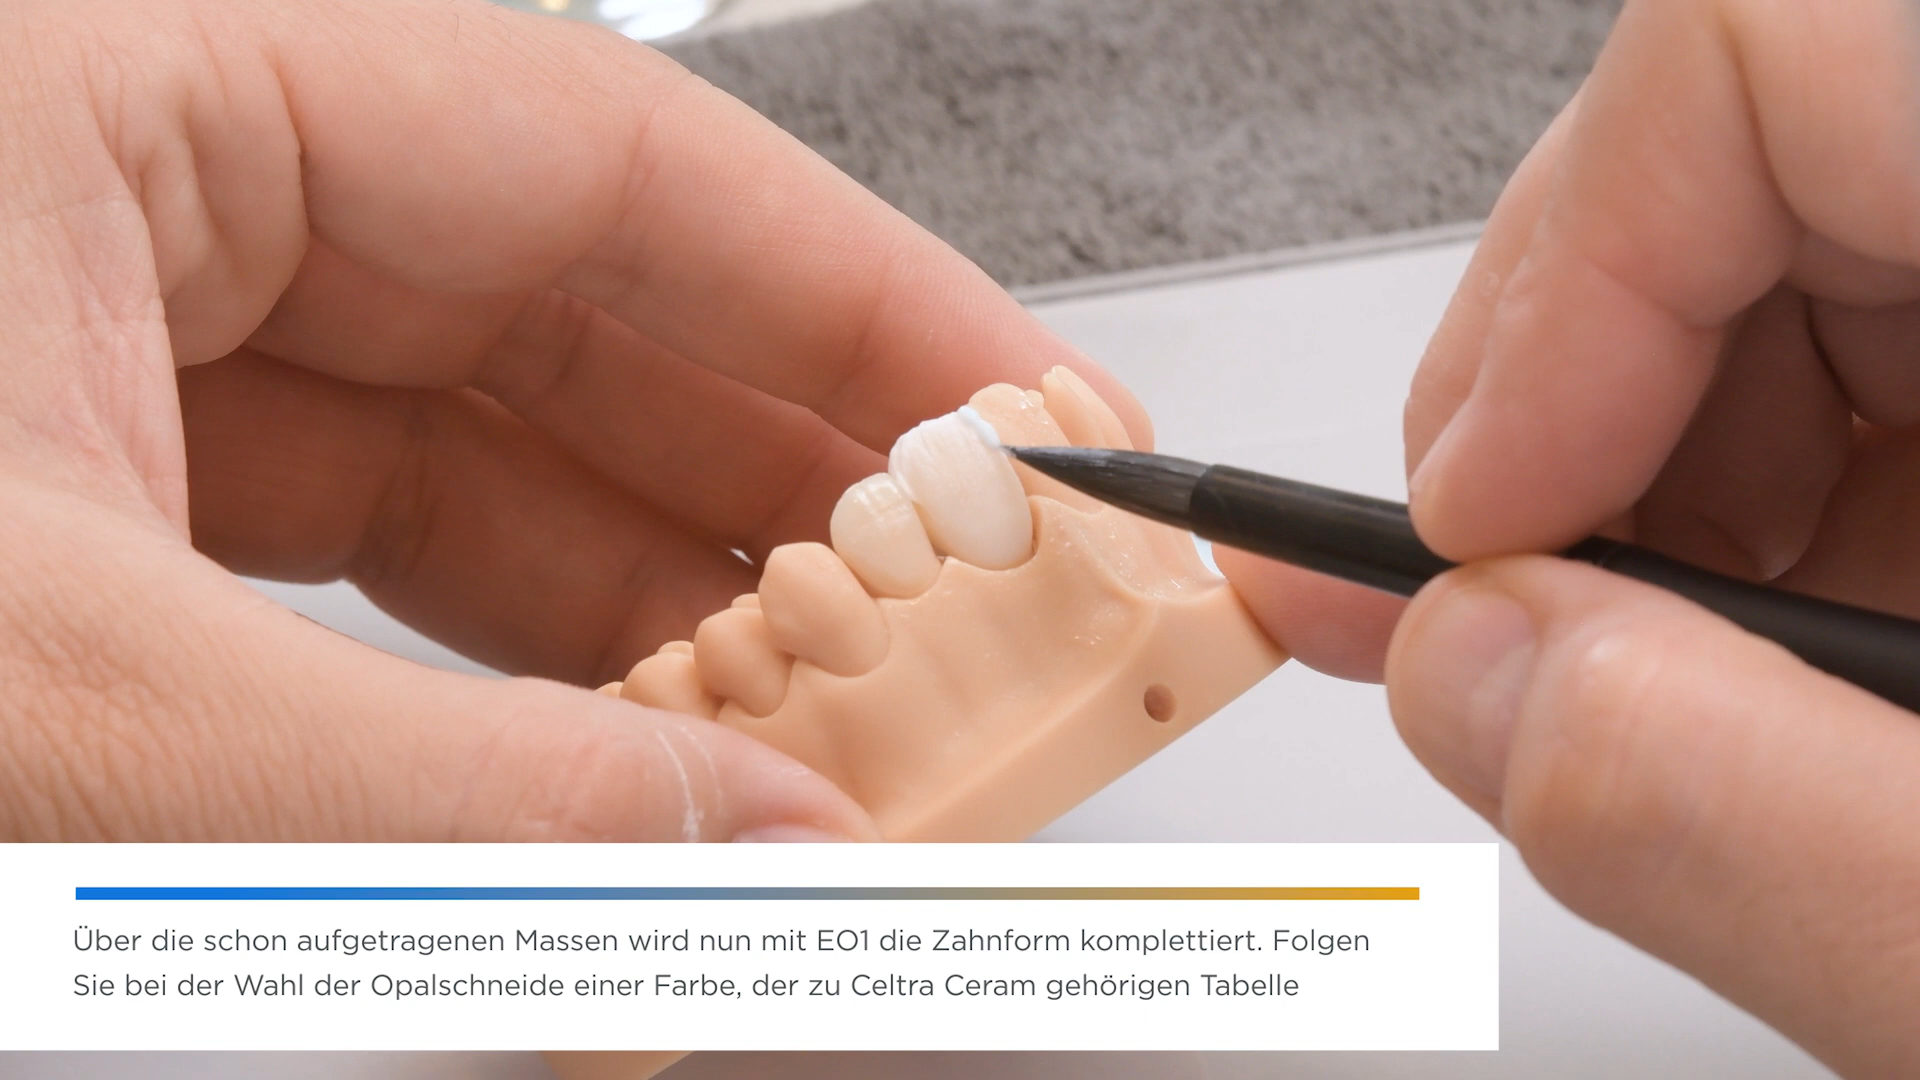 Über die schon aufgetragenen Massen wird nun mit EO1 die Zahnform komplettiert. Folgen
Sie bei der Wahl der Opalschneide einer Farbe, der zu Celtra Ceram gehörigen Tabelle